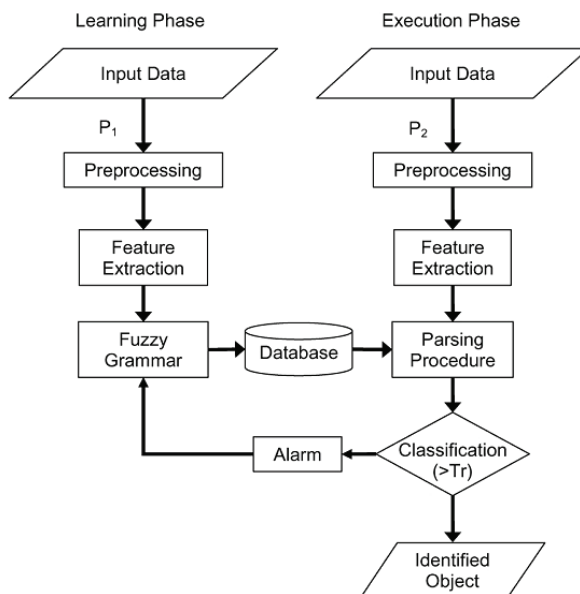 Learning Phase
Execution Phase
Input Data
Input Data
P1
P2
Preprocessing
Preprocessing
Feature
Extraction
Feature
Extraction
Fuzzy
Grammar
Database
Parsing
Procedure
Alarm
Classification
(>Tr)
Identified
Object